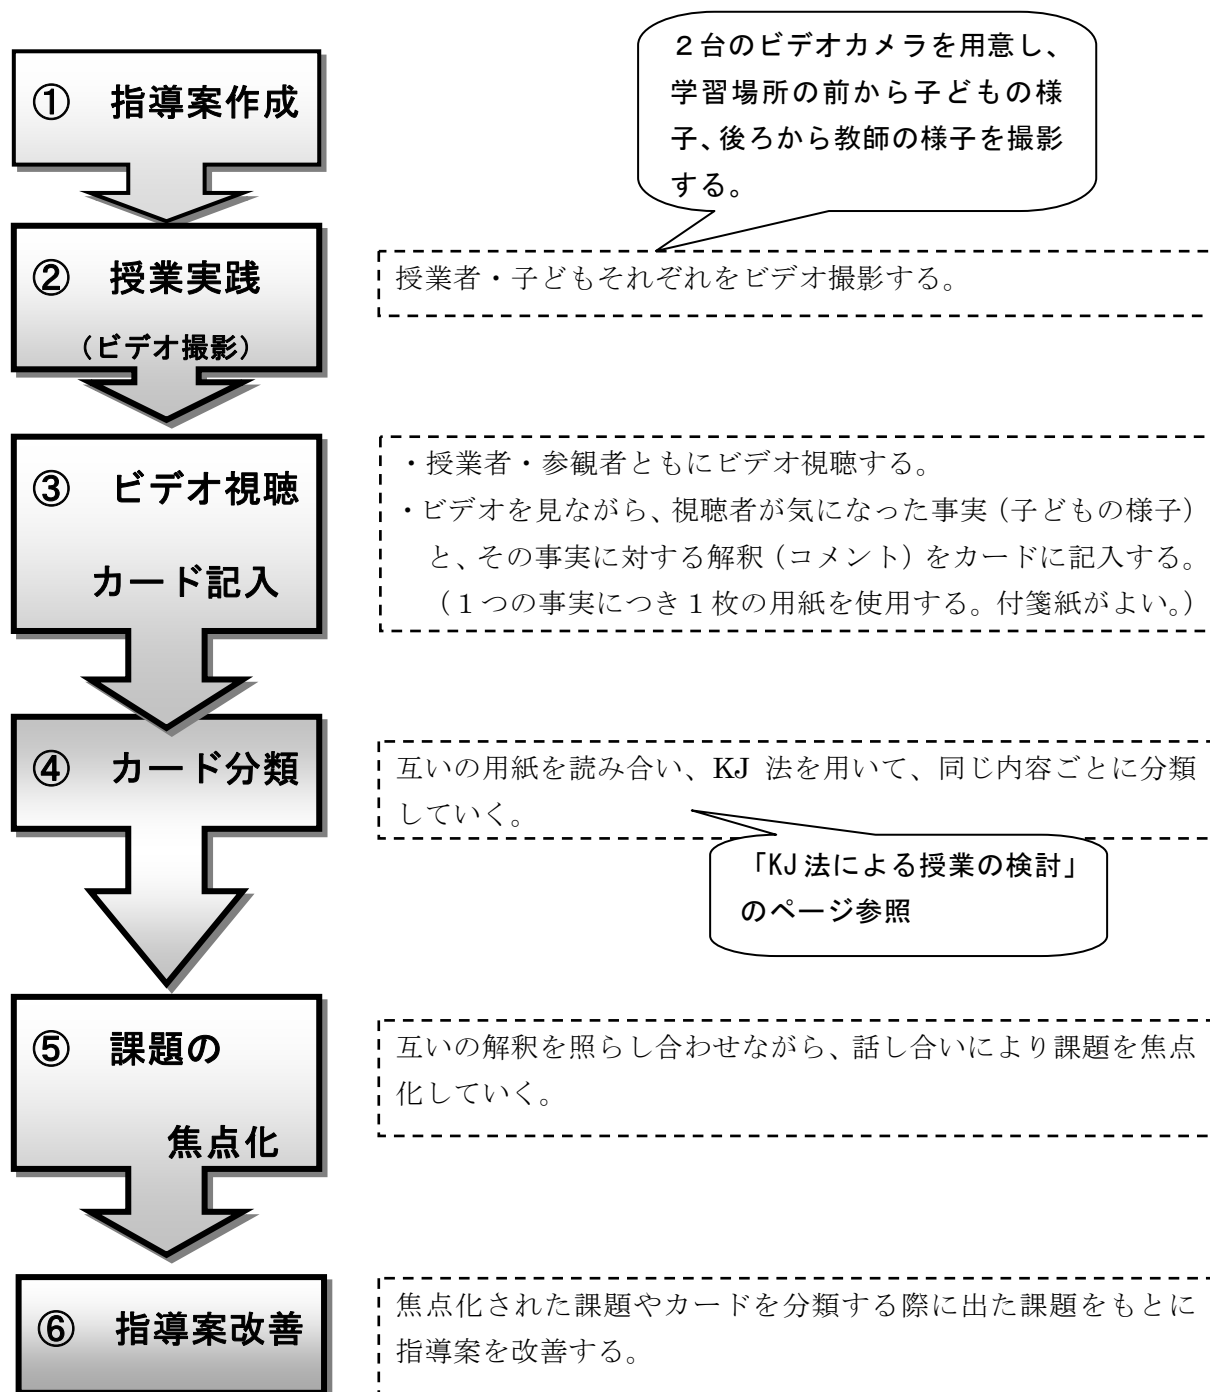 ２台のビデオカメラを用意し、
学習場所の前から子どもの様
子、後ろから教師の様子を撮影
する。
① 指導案作成
② 授業実践
（ビデオ撮影）
授業者・子どもそれぞれをビデオ撮影する。
③ ビデオ視聴
カード記入
・授業者・参観者ともにビデオ視聴する。
・ビデオを見ながら、視聴者が気になった事実（子どもの様子）
と、その事実に対する解釈（コメント）をカードに記入する。
（１つの事実につき１枚の用紙を使用する。付箋紙がよい。）
④ カード分類
互いの用紙を読み合い、KJ 法を用いて、同じ内容ごとに分類
していく。
「KJ法による授業の検討」
のページ参照
⑤ 課題の
焦点化
互いの解釈を照らし合わせながら、話し合いにより課題を焦点
化していく。
⑥ 指導案改善
焦点化された課題やカードを分類する際に出た課題をもとに
指導案を改善する。